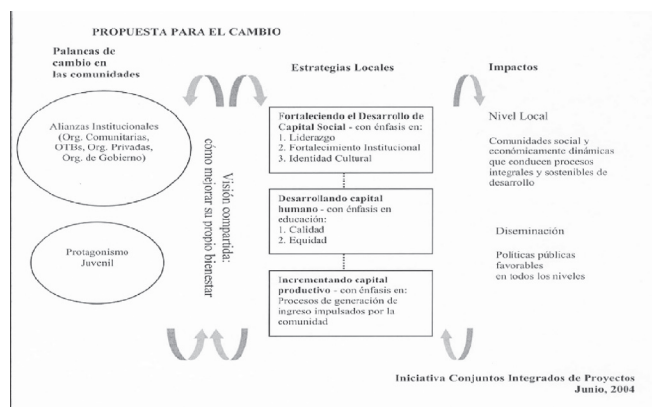 PROPUESTA PARA EL CAMBIO
Palancas de
cambio en
las comunidades
Alianzas Institucionales
(Org. Comunitarias,
OTBs, Org. Privadas,
Org. de Gobierno)
Protagonismo
Juvenil
Visión compartida:
cómo mejorar su propio bienestar
Estrategias Locales
Fortaleciendo el Desarrollo de
Capital Social - con énfasis en:
1. Liderazgo
2. Fortalecimiento Institucional
3. Identidad Cultural
Desarrollando capital
humano - con énfasis en
educación:
1. Calidad
2. Equidad
Incrementando capital
productivo - con énfasis en:
Procesos de generación de
ingreso impulsados por la
comunidad
Impactos
Nivel Local
Comunidades social y
económicamente dinámicas
que conducen procesos
integrales y sostenibles de
desarrollo
Diseminación
Políticas públicas
favorables
en todos los niveles
Iniciativa Conjuntos Integrados de Proyectos
Junio, 2004